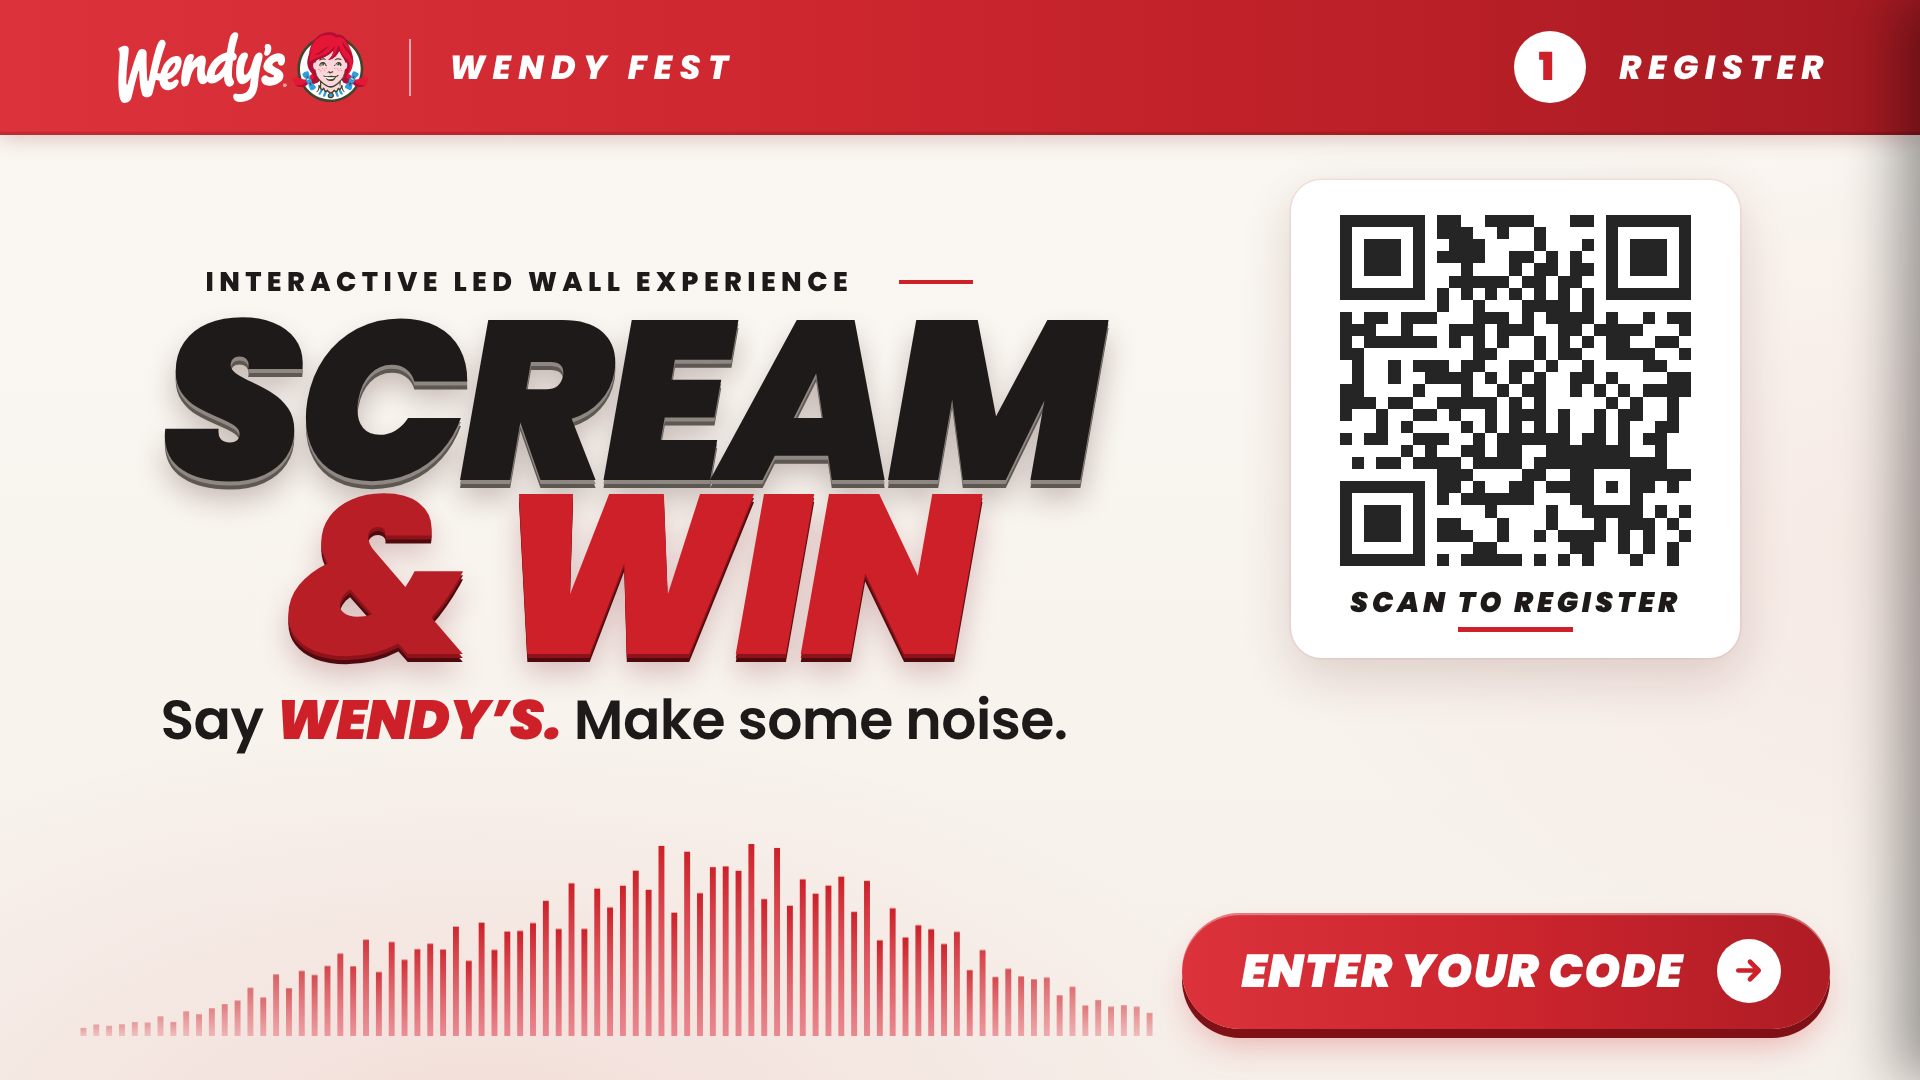 Wendy's
WENDY FEST
1
REGISTER
INTERACTIVE LED WALL EXPERIENCE
SCREAM
& WIN
Say WENDY’S. Make some noise.
SCAN TO REGISTER
ENTER YOUR CODE